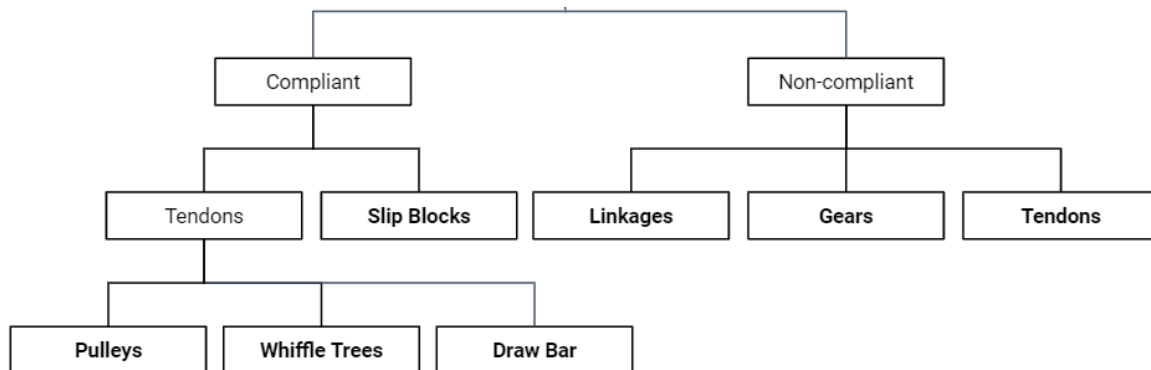 Compliant
Non-compliant
Tendons
Slip Blocks
Linkages
Gears
Tendons
Pulleys
Whiffle Trees
Draw Bar